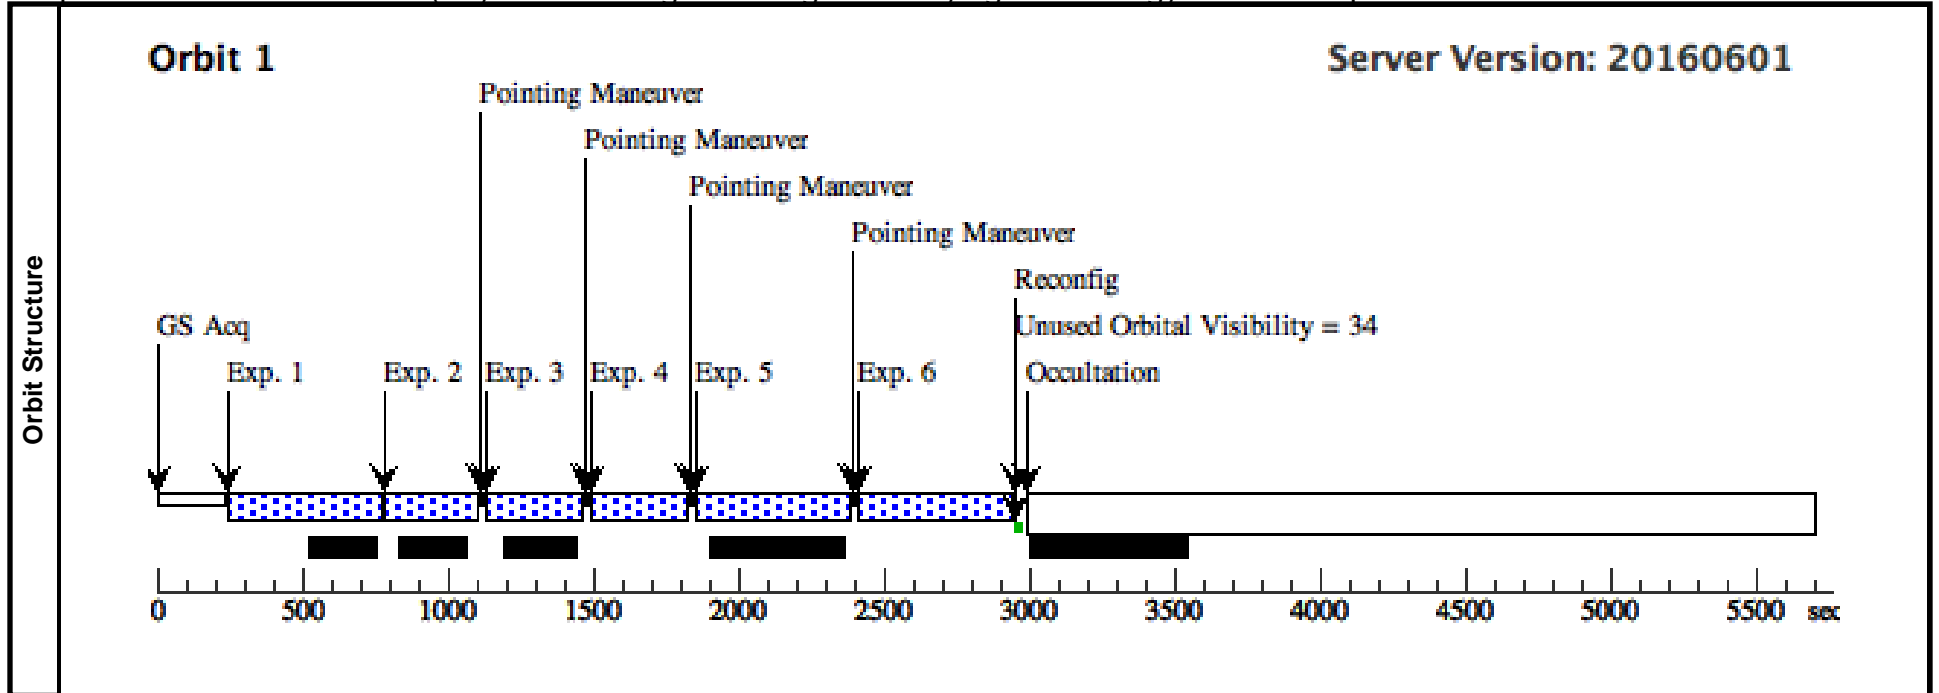 Orbit Structure
Orbit 1
Server Version: 20160601
Pointing Maneuver
Pointing Maneuver
Pointing Maneuver
Pointing Maneuver
Reconfig
GS Acq
Unused Orbital Visibility = 34
Exp. 1
Exp. 2
Exp. 3
Exp. 4
Exp. 5
Exp. 6
Occultation
0 500 1000 1500 2000 2500 3000 3500 4000 4500 5000 5500 sec